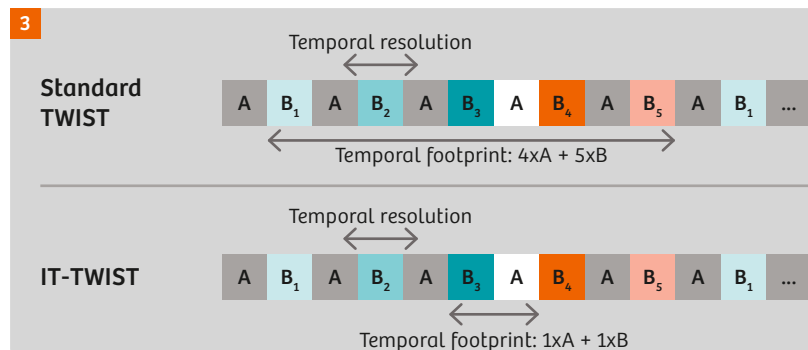 3
Temporal resolution
Standard
TWIST
A B₁ A B₂ A B₃ A B₄ A B₅ A B₁ ...
Temporal footprint: 4xA + 5xB
Temporal resolution
IT-TWIST
A B₁ A B₂ A B₃ A B₄ A B₅ A B₁ ...
Temporal footprint: 1xA + 1xB